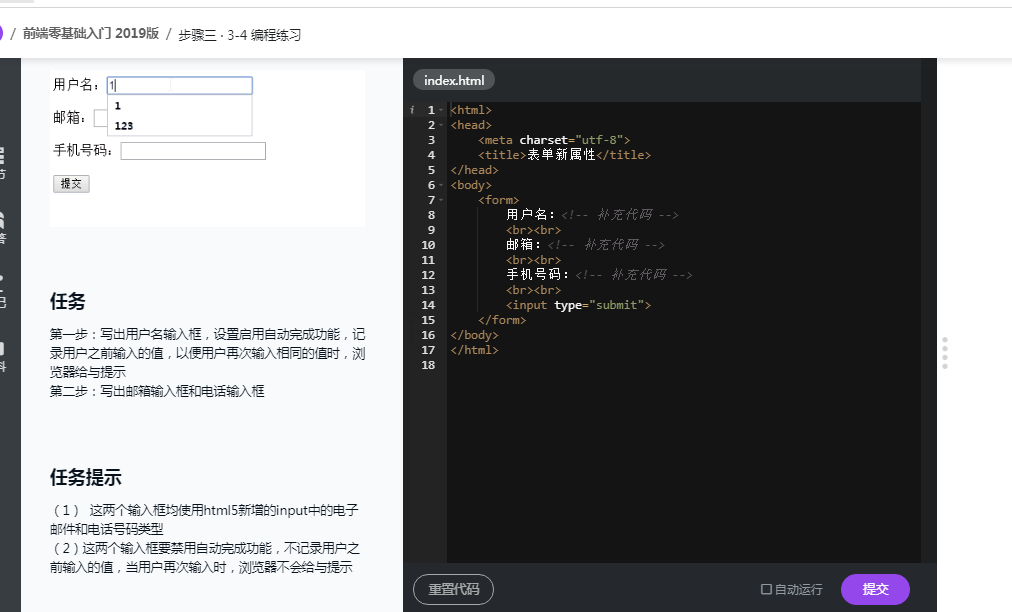 / 前端零基础入门 2019版 / 步骤三 · 3-4 编程练习
用户名：1
1
123
邮箱：
手机号码：
提交
任务
第一步：写出用户名输入框，设置启用自动完成功能，记
录用户之前输入的值，以便用户再次输入相同的值时，浏
览器给与提示
第二步：写出邮箱输入框和电话输入框
任务提示
（1） 这两个输入框均使用html5新增的input中的电子
邮件和电话号码类型
（2）这两个输入框要禁用自动完成功能，不记录用户之
前输入的值，当用户再次输入时，浏览器不会给与提示
index.html
i 1 <html>
2 <head>
3 <meta charset="utf-8">
4 <title>表单新属性</title>
5 </head>
6 <body>
7 <form>
8 用户名：<!-- 补充代码 -->
9 <br><br>
10 邮箱：<!-- 补充代码 -->
11 <br><br>
12 手机号码：<!-- 补充代码 -->
13 <br><br>
14 <input type="submit">
15 </form>
16 </body>
17 </html>
18
重置代码
自动运行
提交